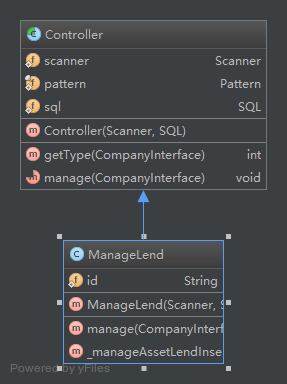 Controller
scanner Scanner
pattern Pattern
sql SQL
Controller(Scanner, SQL)
getType(CompanyInterface) int
manage(CompanyInterface) void
ManageLend
id String
ManageLend(Scanner, S
manage(CompanyInterf
_manageAssetLendInse
Powered by yFiles